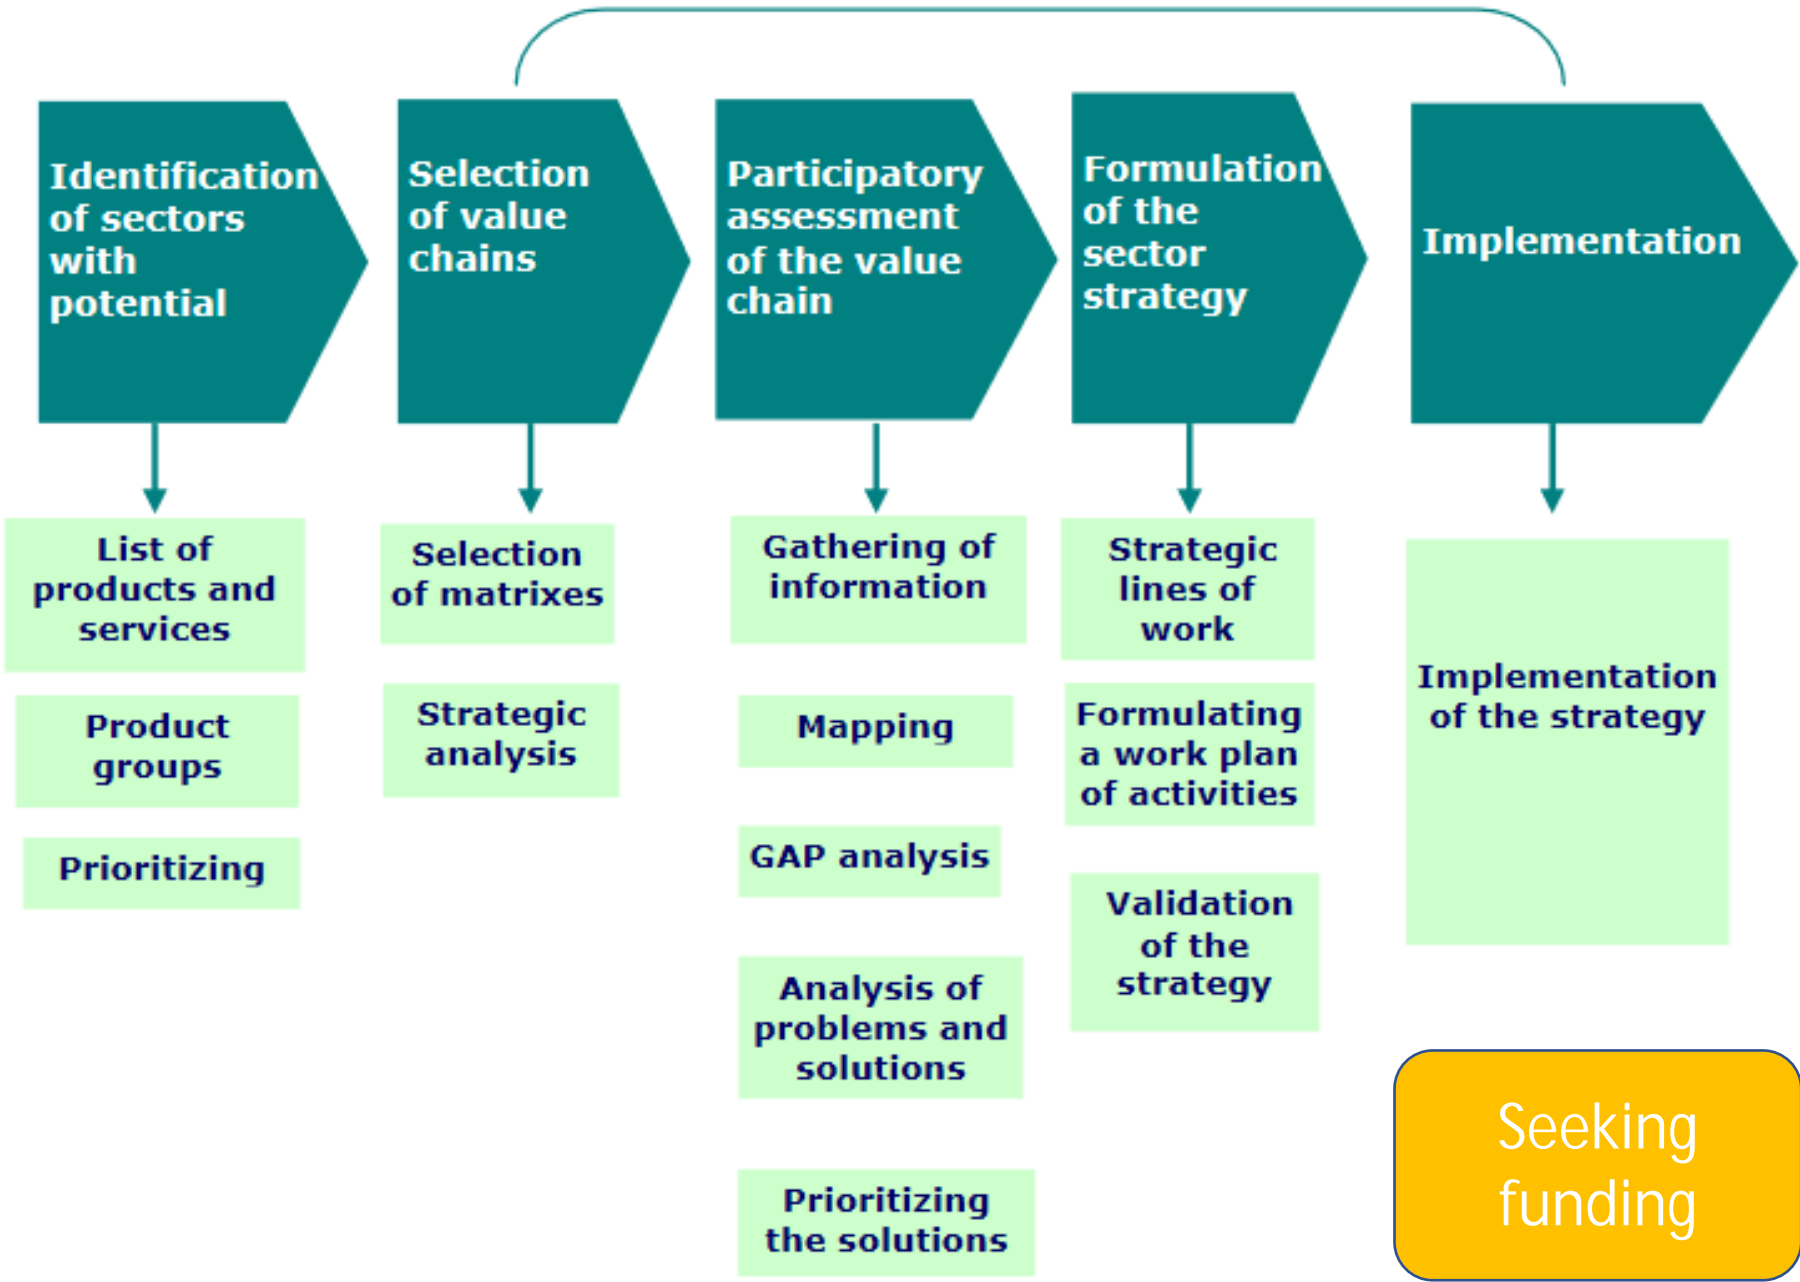 Identification
of sectors
with
potential
Selection
of value
chains
Participatory
assessment
of the value
chain
Formulation
of the
sector
strategy
Implementation
List of
products and
services
Product
groups
Prioritizing
Selection
of matrixes
Strategic
analysis
Gathering of
information
Mapping
GAP analysis
Analysis of
problems and
solutions
Prioritizing
the solutions
Strategic
lines of
work
Formulating
a work plan
of activities
Validation
of the
strategy
Implementation
of the strategy
Seeking
funding